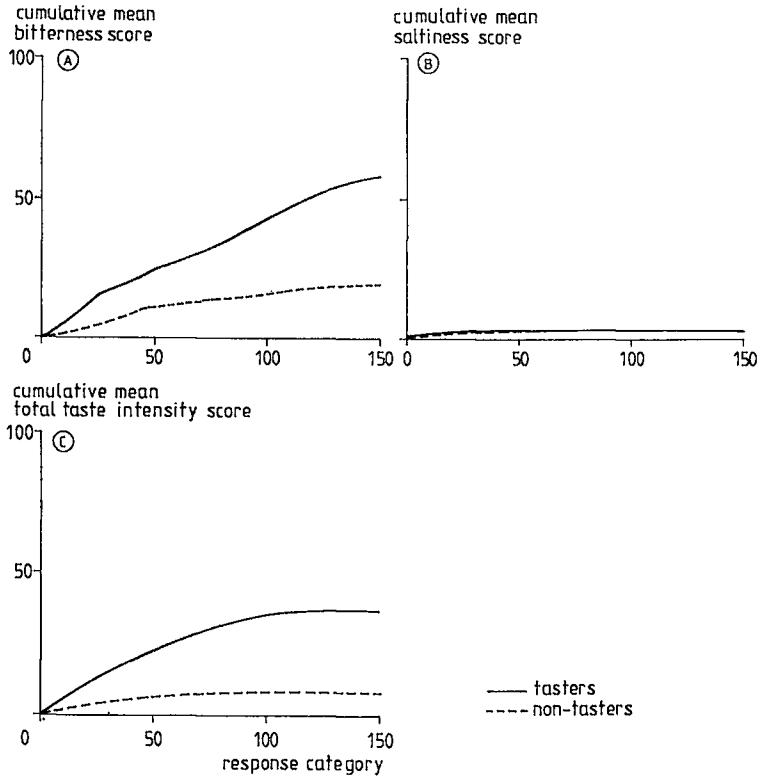 cumulative mean
bitterness score
100
A
50
0
50
100
150
cumulative mean
saltiness score
B
0
50
100
150
cumulative mean
total taste intensity score
100
C
50
0
50
100
150
response category
tasters
non-tasters